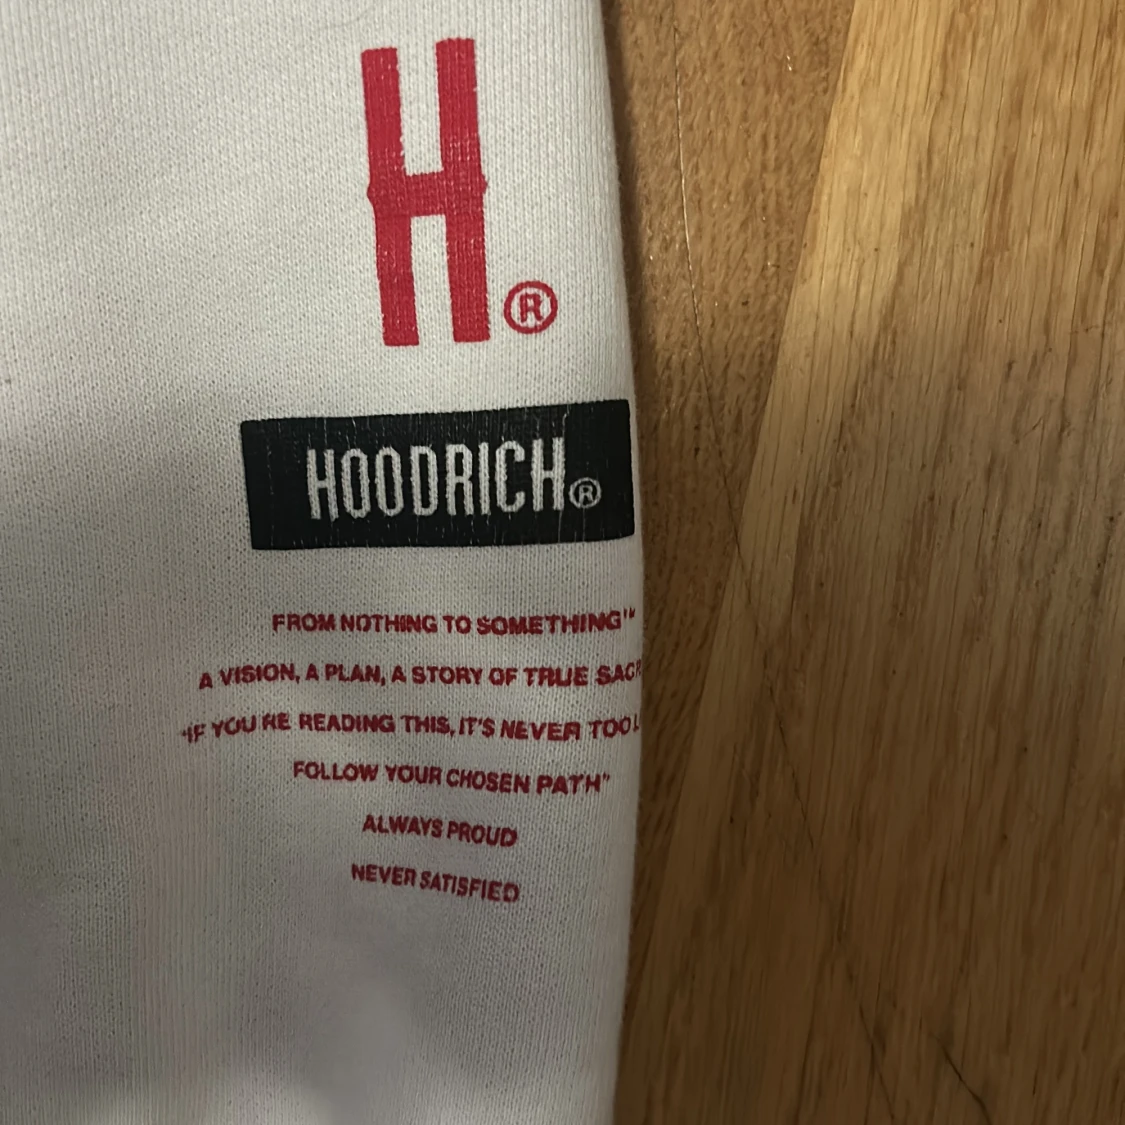 H®
HOODRICH®
FROM NOTHING TO SOMETHING™
A VISION, A PLAN, A STORY OF TRUE
"IF YOU'RE READING THIS, IT'S NEVER TOO
FOLLOW YOUR CHOSEN PATH"
ALWAYS PROUD
NEVER SATISFIED